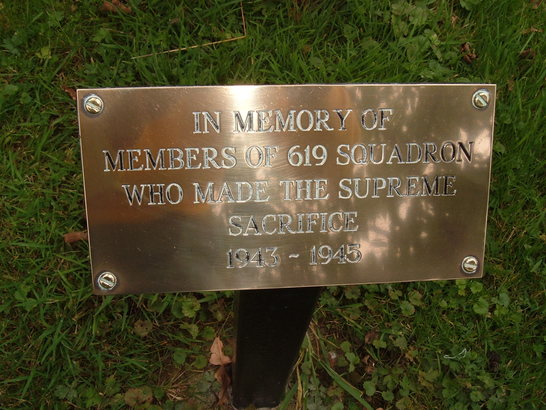 IN MEMORY OF
MEMBERS OF 619 SQUADRON
WHO MADE THE SUPREME
SACRIFICE
1943 ~ 1945